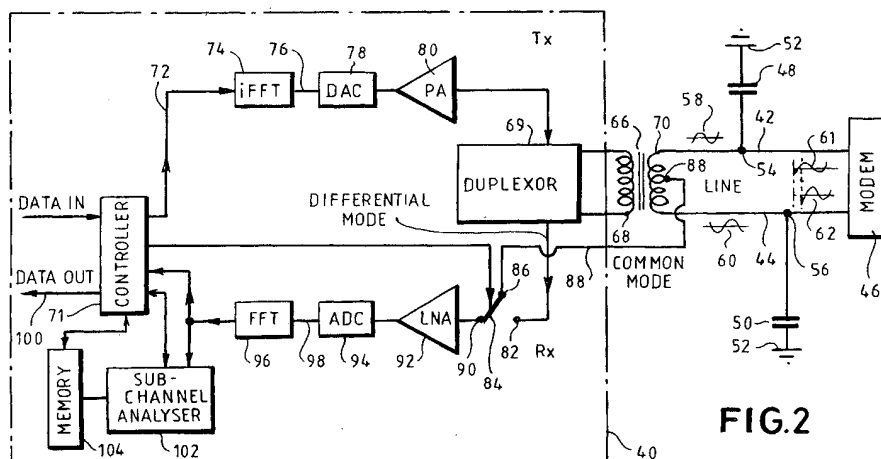 74
76
78
80
Tx
52
48
72
iFFT
DAC
PA
58
69
66
70
42
61
DUPLEXOR
88
54
LINE
MODEM
DATA IN
DIFFERENTIAL
MODE
68
62
CONTROLLER
86
60
44
56
46
DATA OUT
88
COMMON
MODE
71
100
FFT
ADC
LNA
82
50
96
98
94
92
90
84
Rx
52
MEMORY
SUB-
CHANNEL
ANALYSER
104
102
40
FIG.2